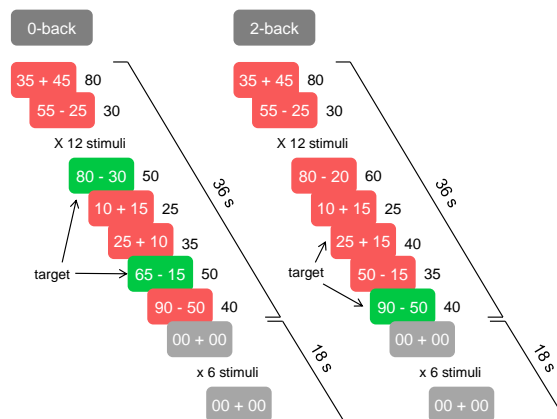 0-back
35 + 45 80
55 - 25 30
X 12 stimuli
80 - 30 50
10 + 15 25
25 + 10 35
target
65 - 15 50
90 - 50 40
00 + 00
x 6 stimuli
00 + 00
36 s
18 s
2-back
35 + 45 80
55 - 25 30
X 12 stimuli
80 - 20 60
10 + 15 25
25 + 15 40
target
50 - 15 35
90 - 50 40
00 + 00
x 6 stimuli
00 + 00
36 s
18 s